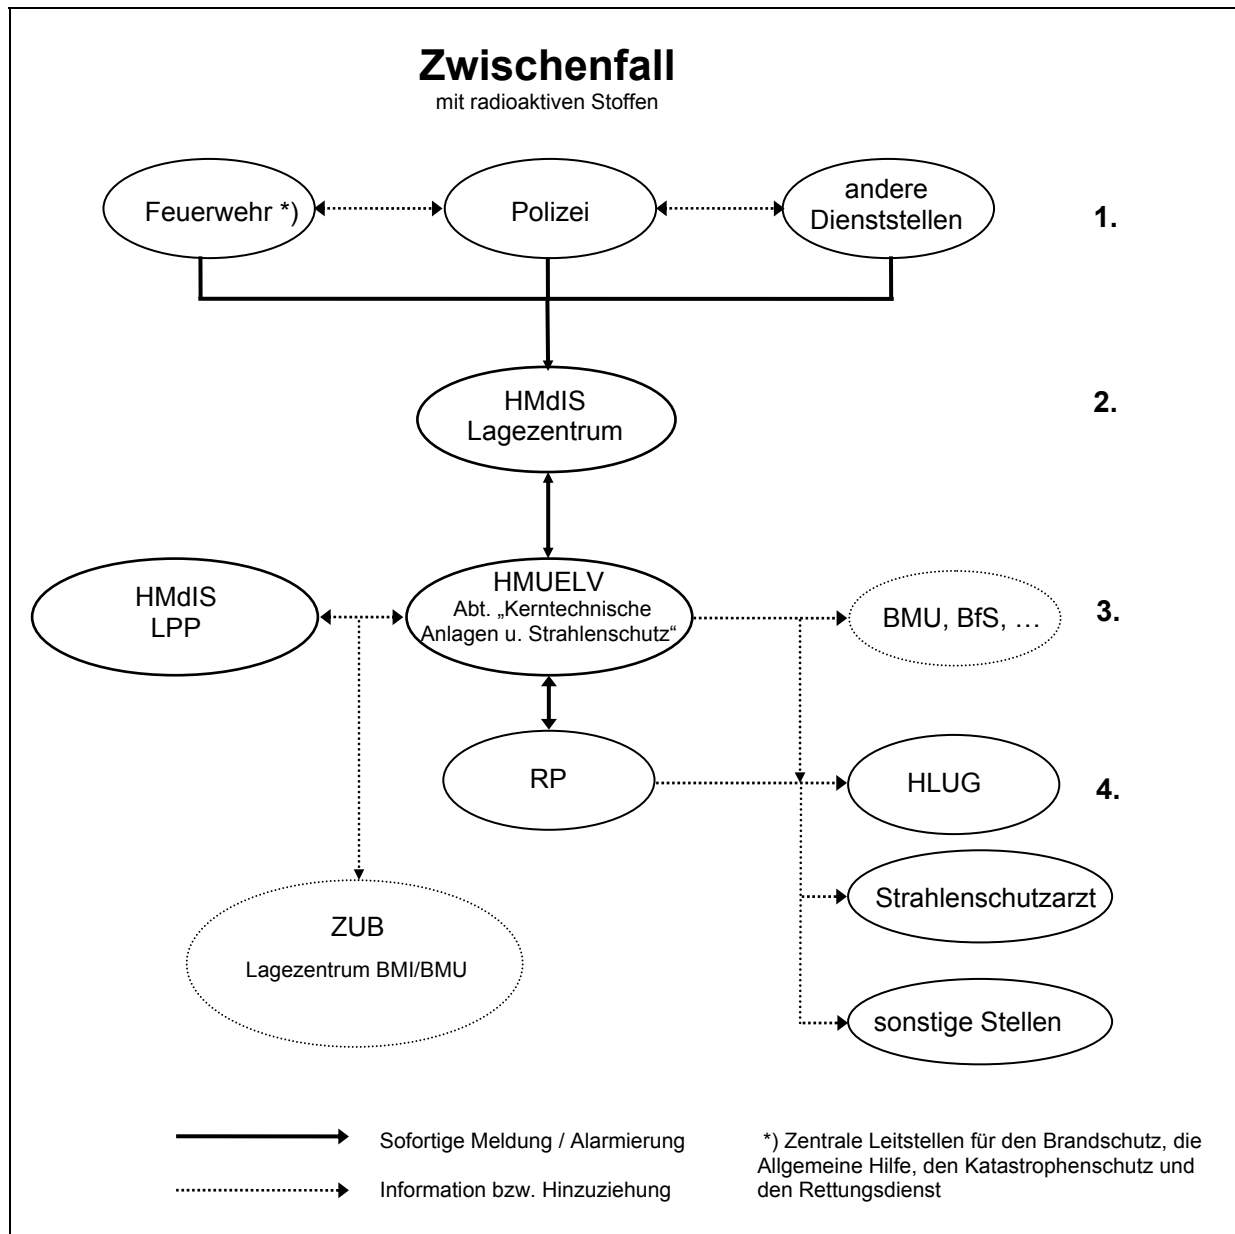 Zwischenfall
mit radioaktiven Stoffen
Feuerwehr *)
Polizei
andere
Dienststellen
1.
HMdIS
Lagezentrum
2.
HMdIS
LPP
HMUELV
Abt. „Kerntechnische
Anlagen u. Strahlenschutz“
BMU, BfS, …
3.
RP
HLUG
4.
ZUB
Lagezentrum BMI/BMU
Strahlenschutzarzt
sonstige Stellen
Sofortige Meldung / Alarmierung
Information bzw. Hinzuziehung
*) Zentrale Leitstellen für den Brandschutz, die
Allgemeine Hilfe, den Katastrophenschutz und
den Rettungsdienst